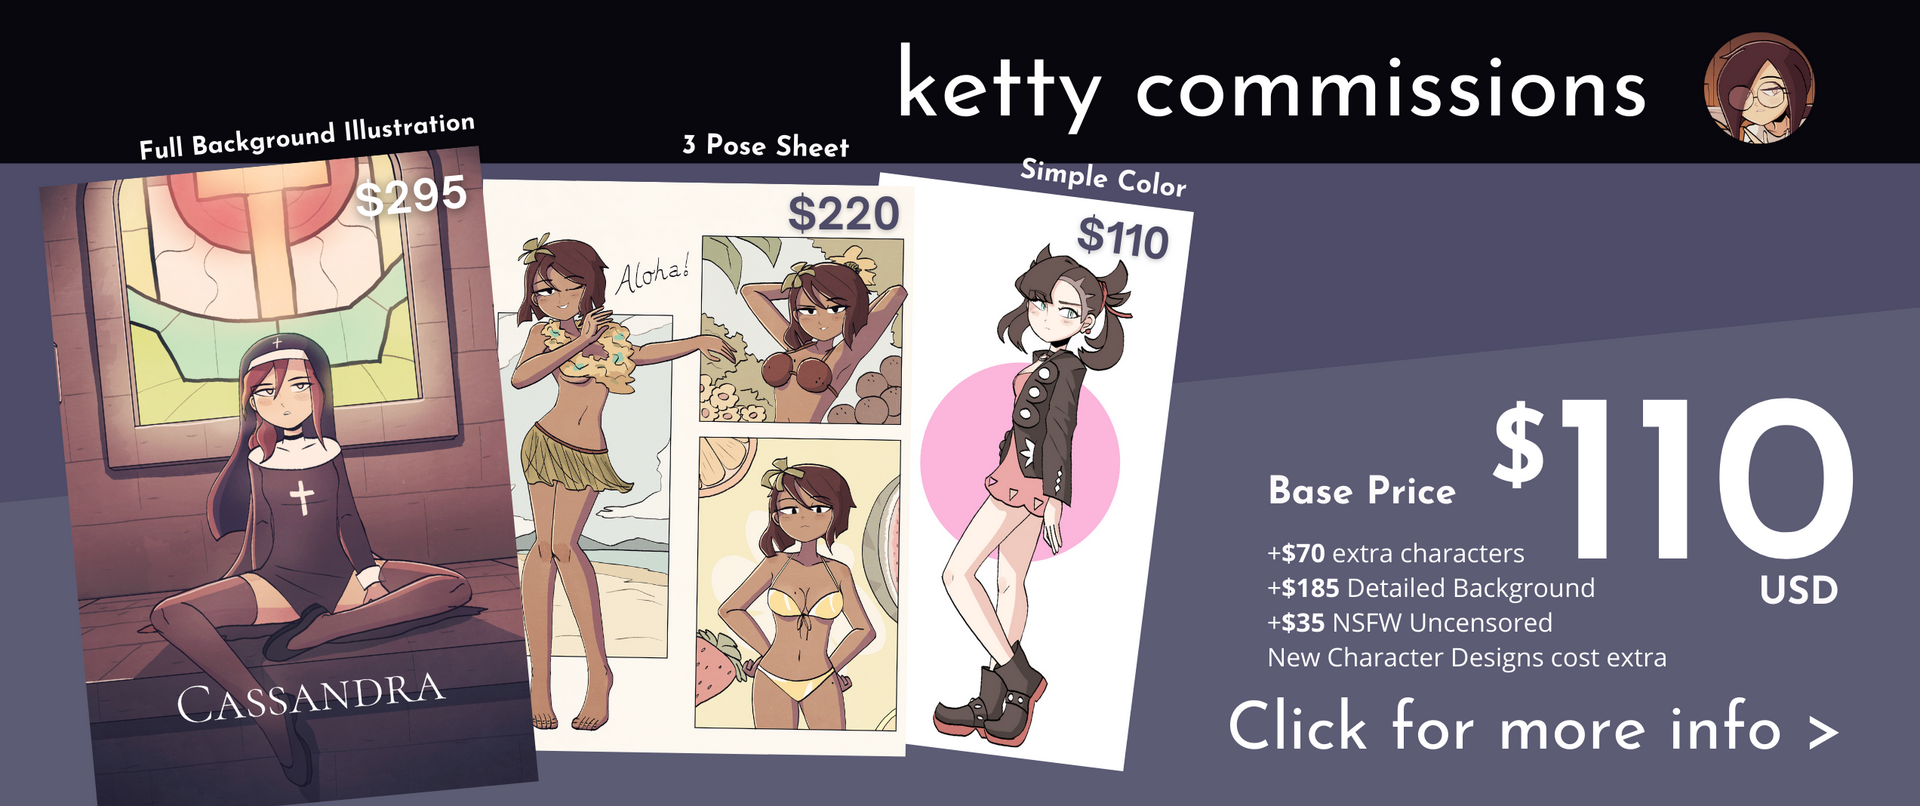 ketty commissions
Full Background Illustration
$295
CASSANDRA
3 Pose Sheet
$220
Aloha!
Simple Color
$110
Base Price
$110
USD
+$70 extra characters
+$185 Detailed Background
+$35 NSFW Uncensored
New Character Designs cost extra
Click for more info >